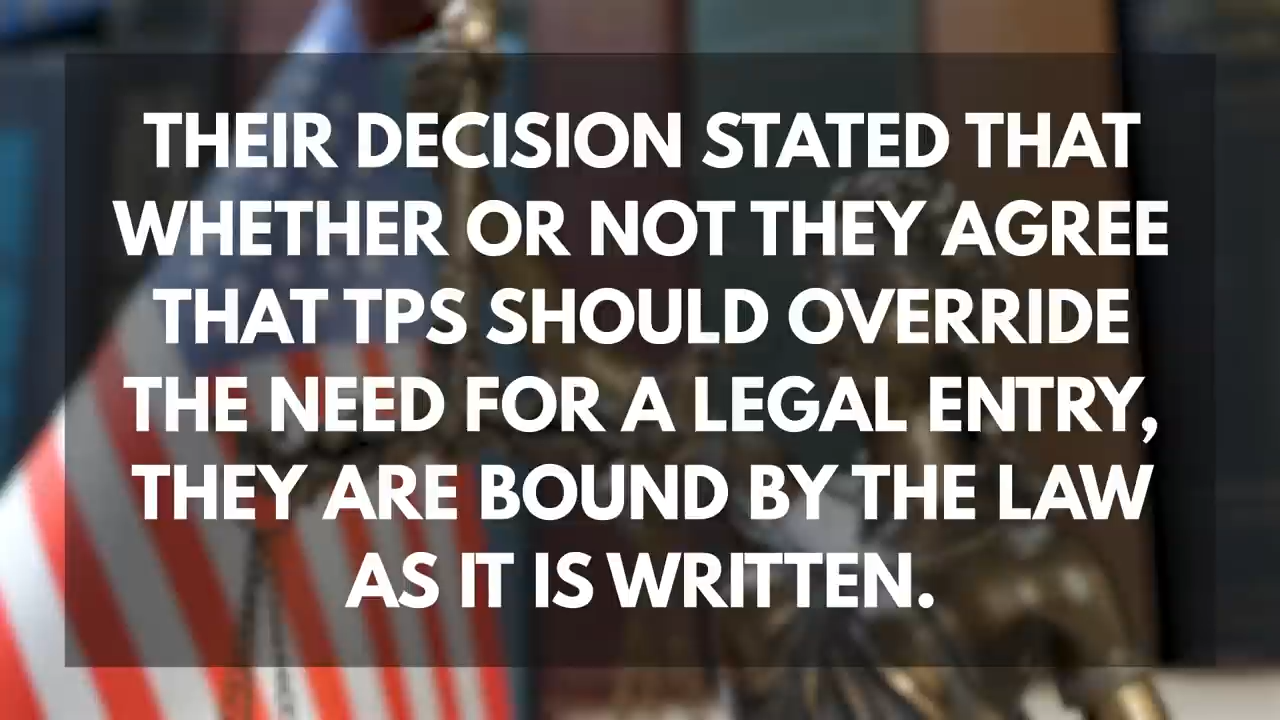 THEIR DECISION STATED THAT
WHETHER OR NOT THEY AGREE
THAT TPS SHOULD OVERRIDE
THE NEED FOR A LEGAL ENTRY,
THEY ARE BOUND BY THE LAW
AS IT IS WRITTEN.